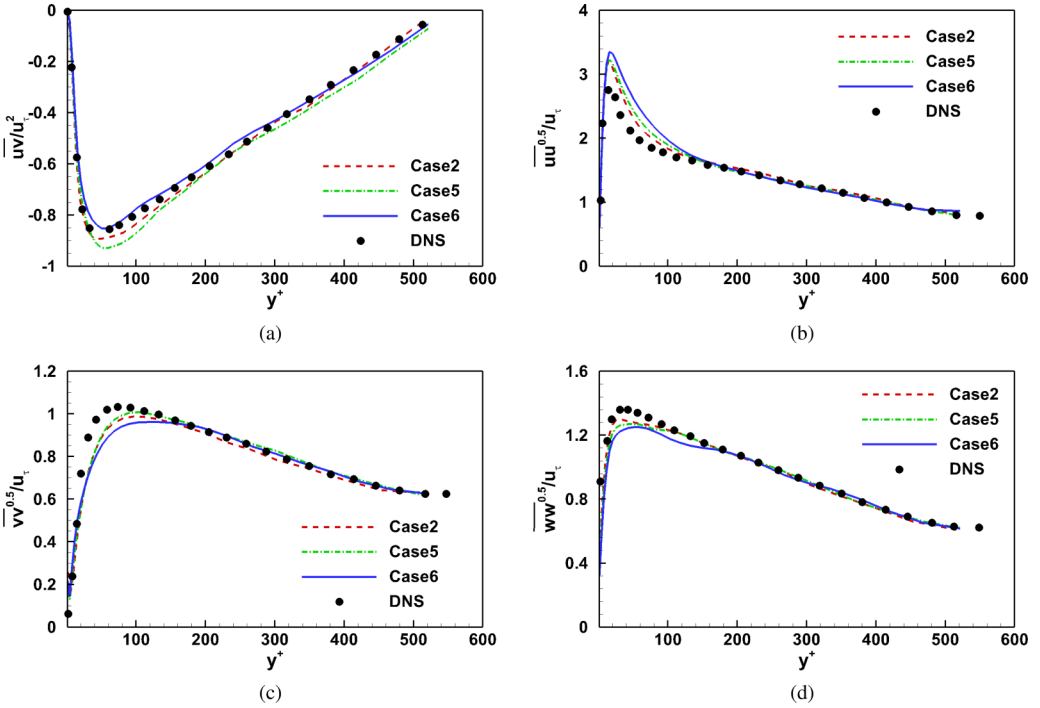 0
-0.2
-0.4
-0.6
-0.8
-1
uv/u_τ^2
Case2
Case5
Case6
DNS
100 200 300 400 500 600
y^+
(a)
4
3
2
1
0
uu^0.5/u_τ
Case2
Case5
Case6
DNS
100 200 300 400 500 600
y^+
(b)
1.2
1
0.8
0.6
0.4
0.2
0
vv^0.5/u_τ
Case2
Case5
Case6
DNS
100 200 300 400 500 600
y^+
(c)
1.6
1.2
0.8
0.4
0
ww^0.5/u_τ
Case2
Case5
Case6
DNS
100 200 300 400 500 600
y^+
(d)